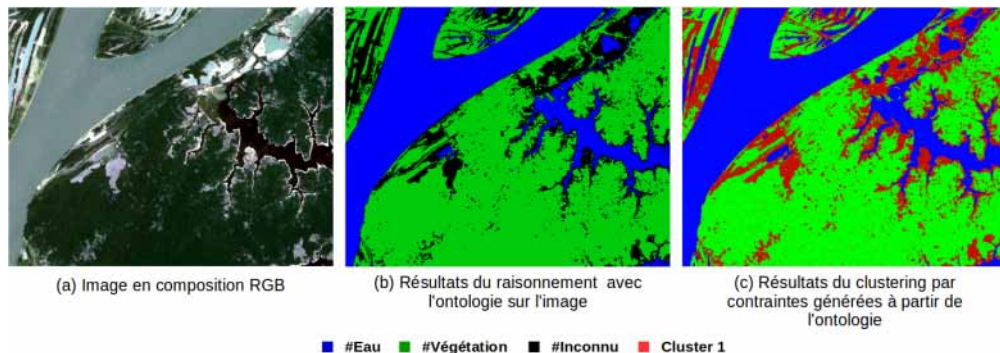 (a) Image en composition RGB
(b) Résultats du raisonnement avec
l'ontologie sur l'image
(c) Résultats du clustering par
contraintes générées à partir de
l'ontologie
#Eau #Végétation #Inconnu Cluster 1